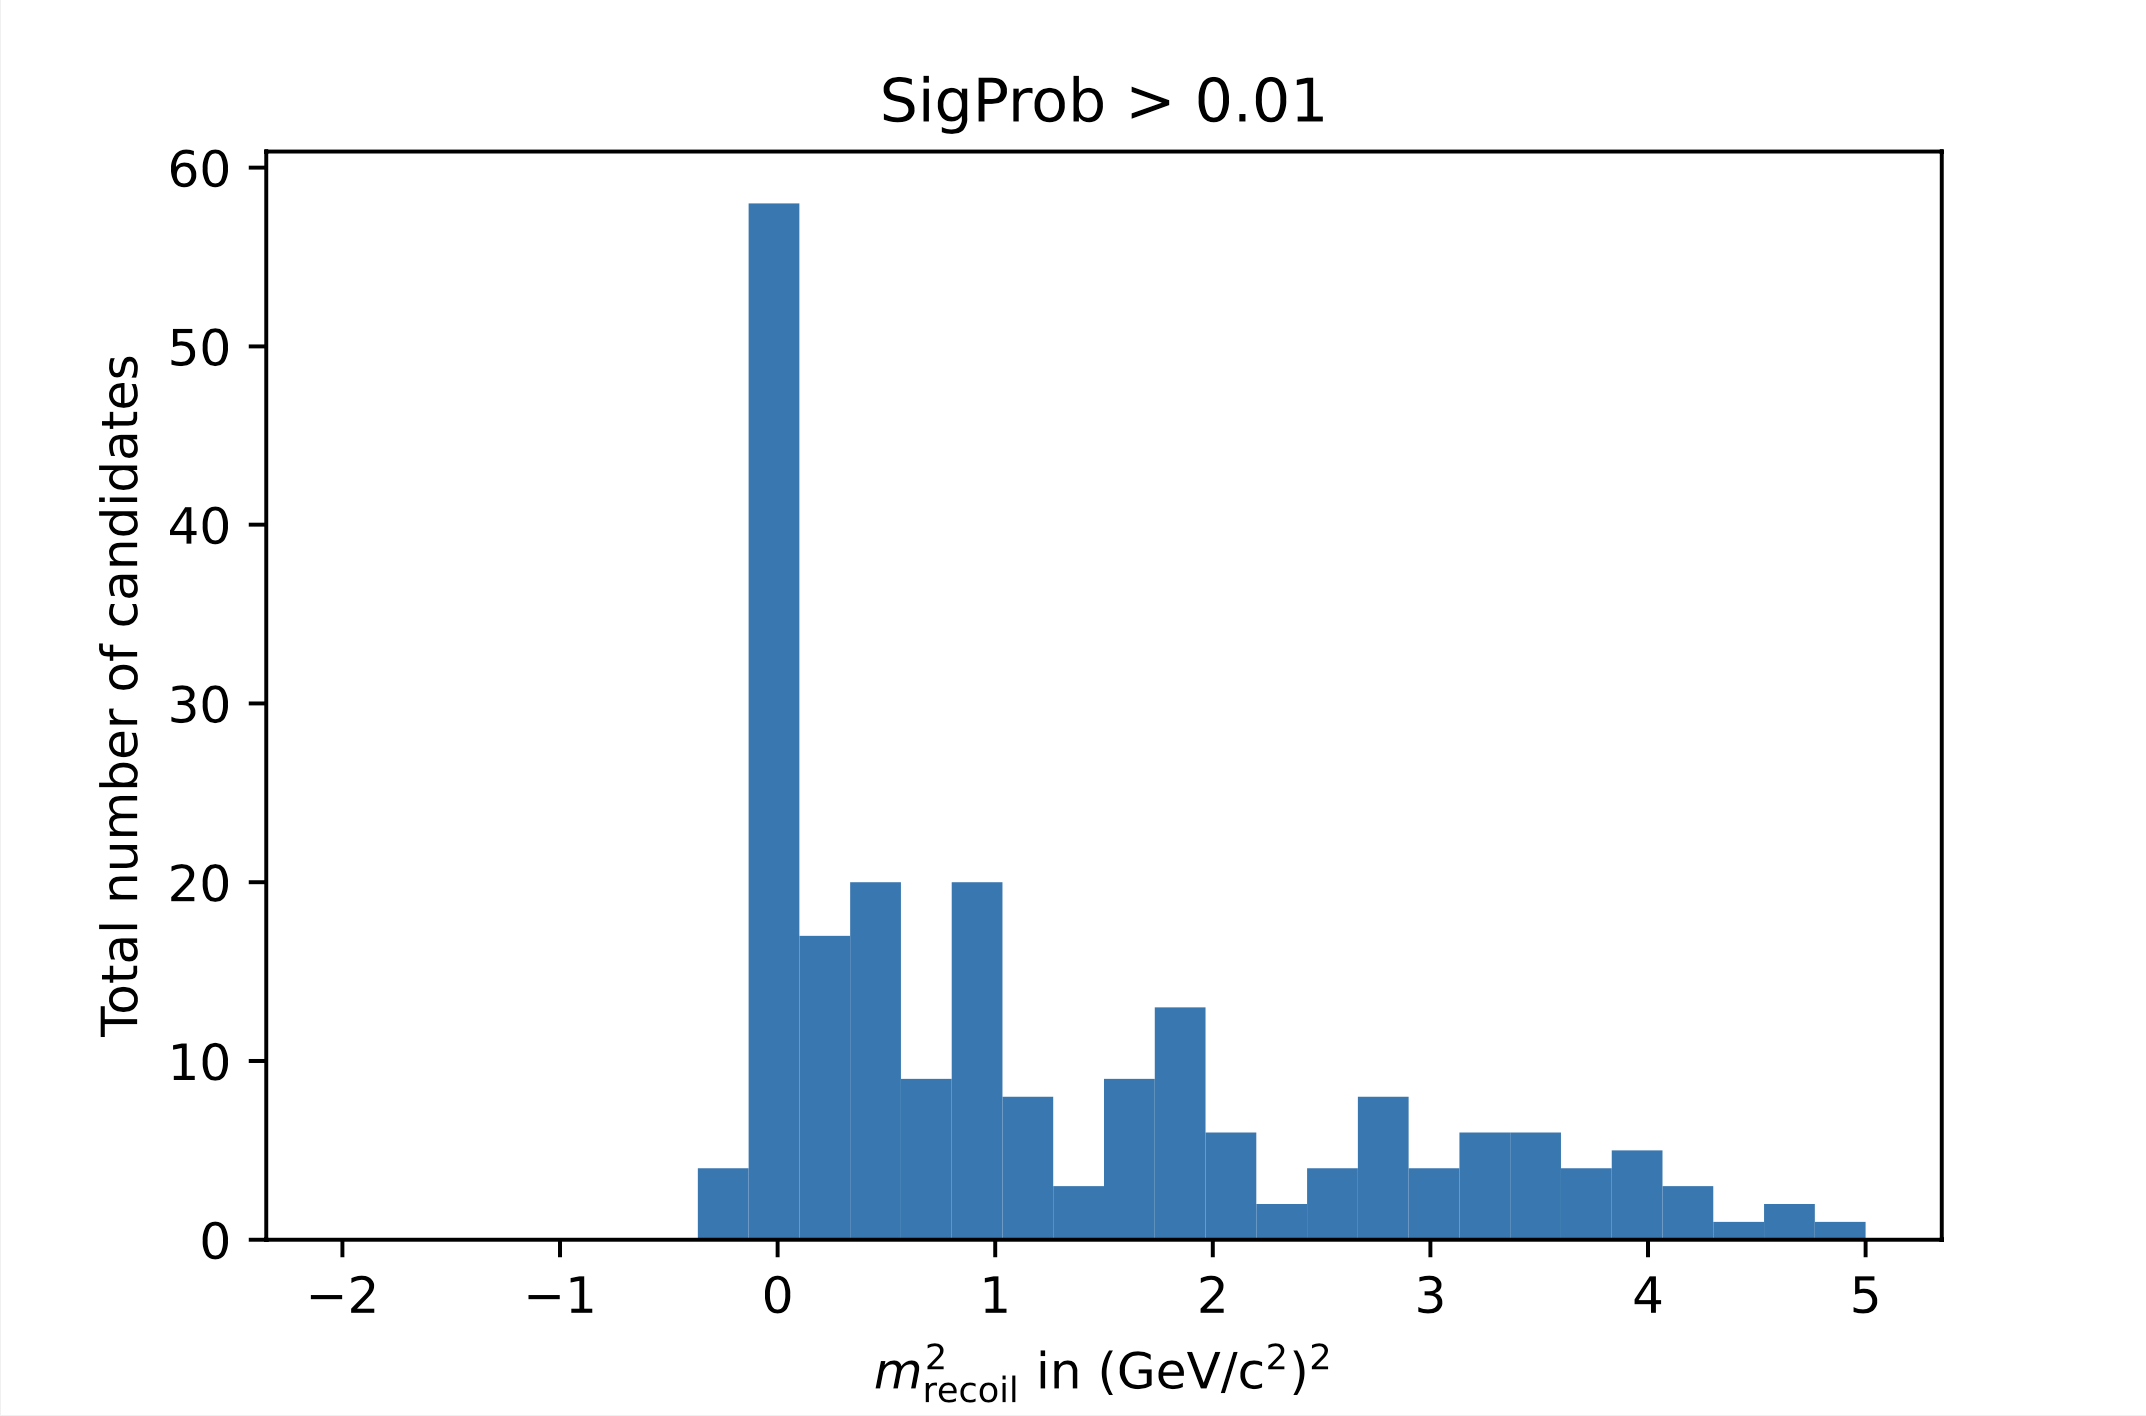 SigProb > 0.01
Total number of candidates
60
50
40
30
20
10
0
−2 −1 0 1 2 3 4 5
m²recoil in (GeV/c²)²